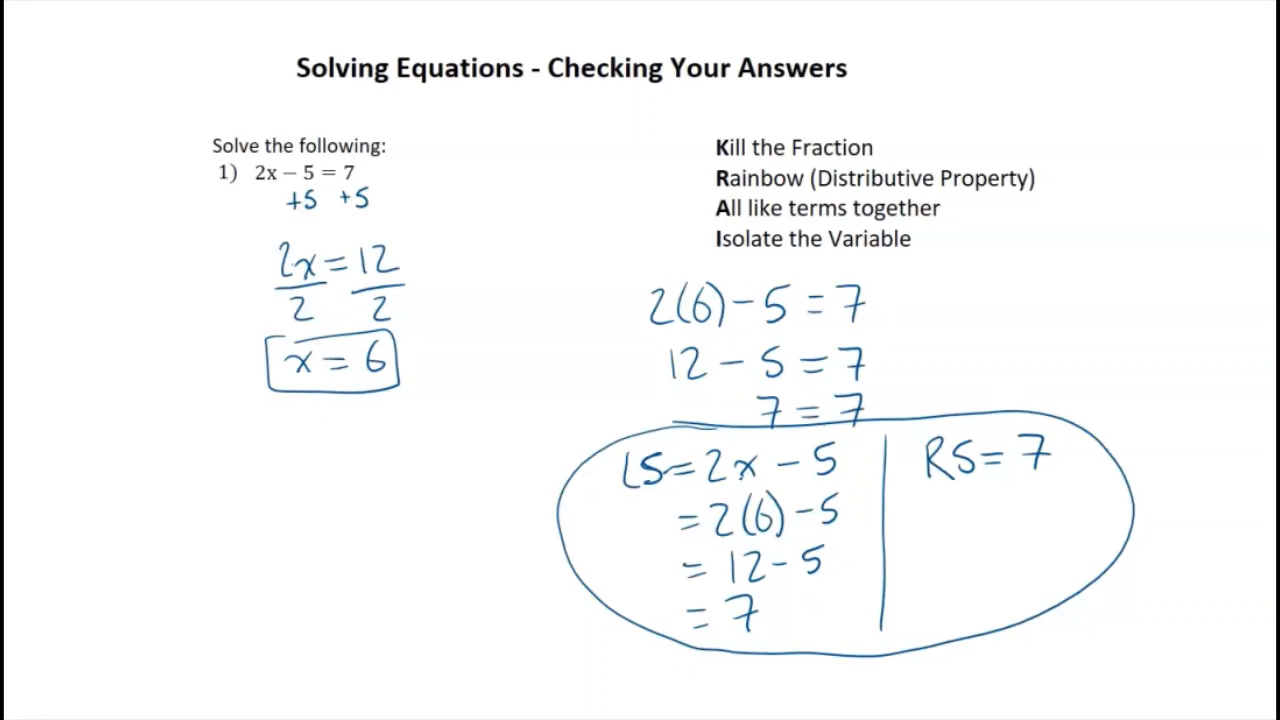 Solving Equations - Checking Your Answers
Solve the following:
1) 2x – 5 = 7
+5 +5
2x = 12
2 2
x = 6
Kill the Fraction
Rainbow (Distributive Property)
All like terms together
Isolate the Variable
2(6) – 5 = 7
12 – 5 = 7
7 = 7
LS = 2x – 5
= 2(6) – 5
= 12 – 5
= 7
RS = 7